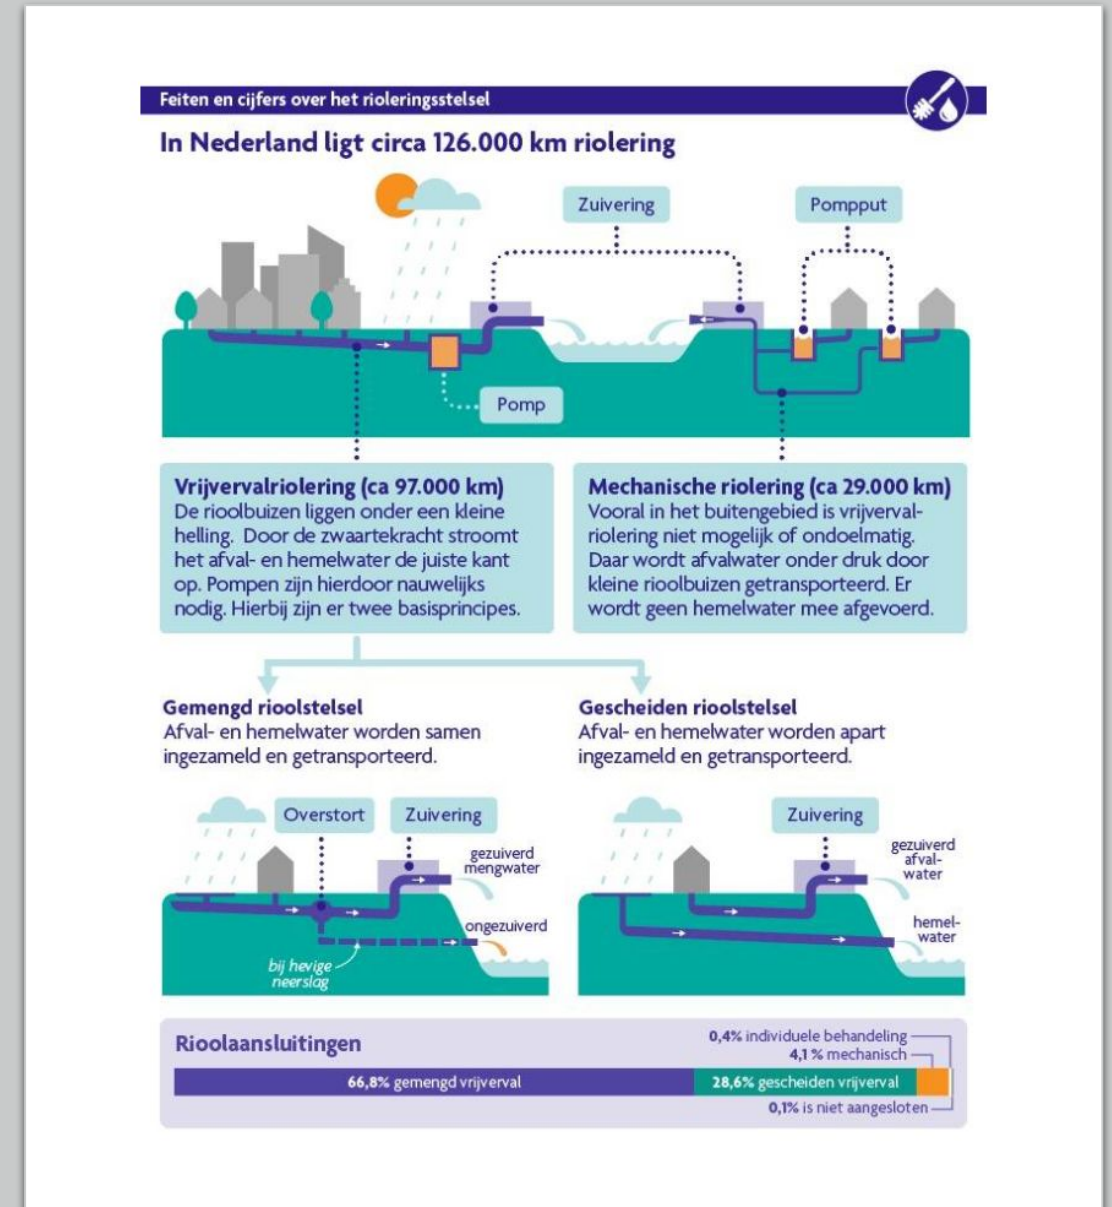 Feiten en cijfers over het rioleringsstelsel
In Nederland ligt circa 126.000 km riolering
Zuivering
Pompput
Pomp
Vrijvervalriolering (ca 97.000 km)
De rioolbuizen liggen onder een kleine
helling. Door de zwaartekracht stroomt
het afval- en hemelwater de juiste kant
op. Pompen zijn hierdoor nauwelijks
nodig. Hierbij zijn er twee basisprincipes.
Mechanische riolering (ca 29.000 km)
Vooral in het buitengebied is vrijverval-
riolering niet mogelijk of ondoelmatig.
Daar wordt afvalwater onder druk door
kleine rioolbuizen getransporteerd. Er
wordt geen hemelwater mee afgevoerd.
Gemengd rioolstelsel
Afval- en hemelwater worden samen
ingezameld en getransporteerd.
Overstort
Zuivering
gezuiverd
mengwater
ongezuiverd
bij hevige
neerslag
Gescheiden rioolstelsel
Afval- en hemelwater worden apart
ingezameld en getransporteerd.
Zuivering
gezuiverd
afval-
water
hemel-
water
Rioolaansluitingen
0,4% individuele behandeling
4,1 % mechanisch
66,8% gemengd vrijverval
28,6% gescheiden vrijverval
0,1% is niet aangesloten